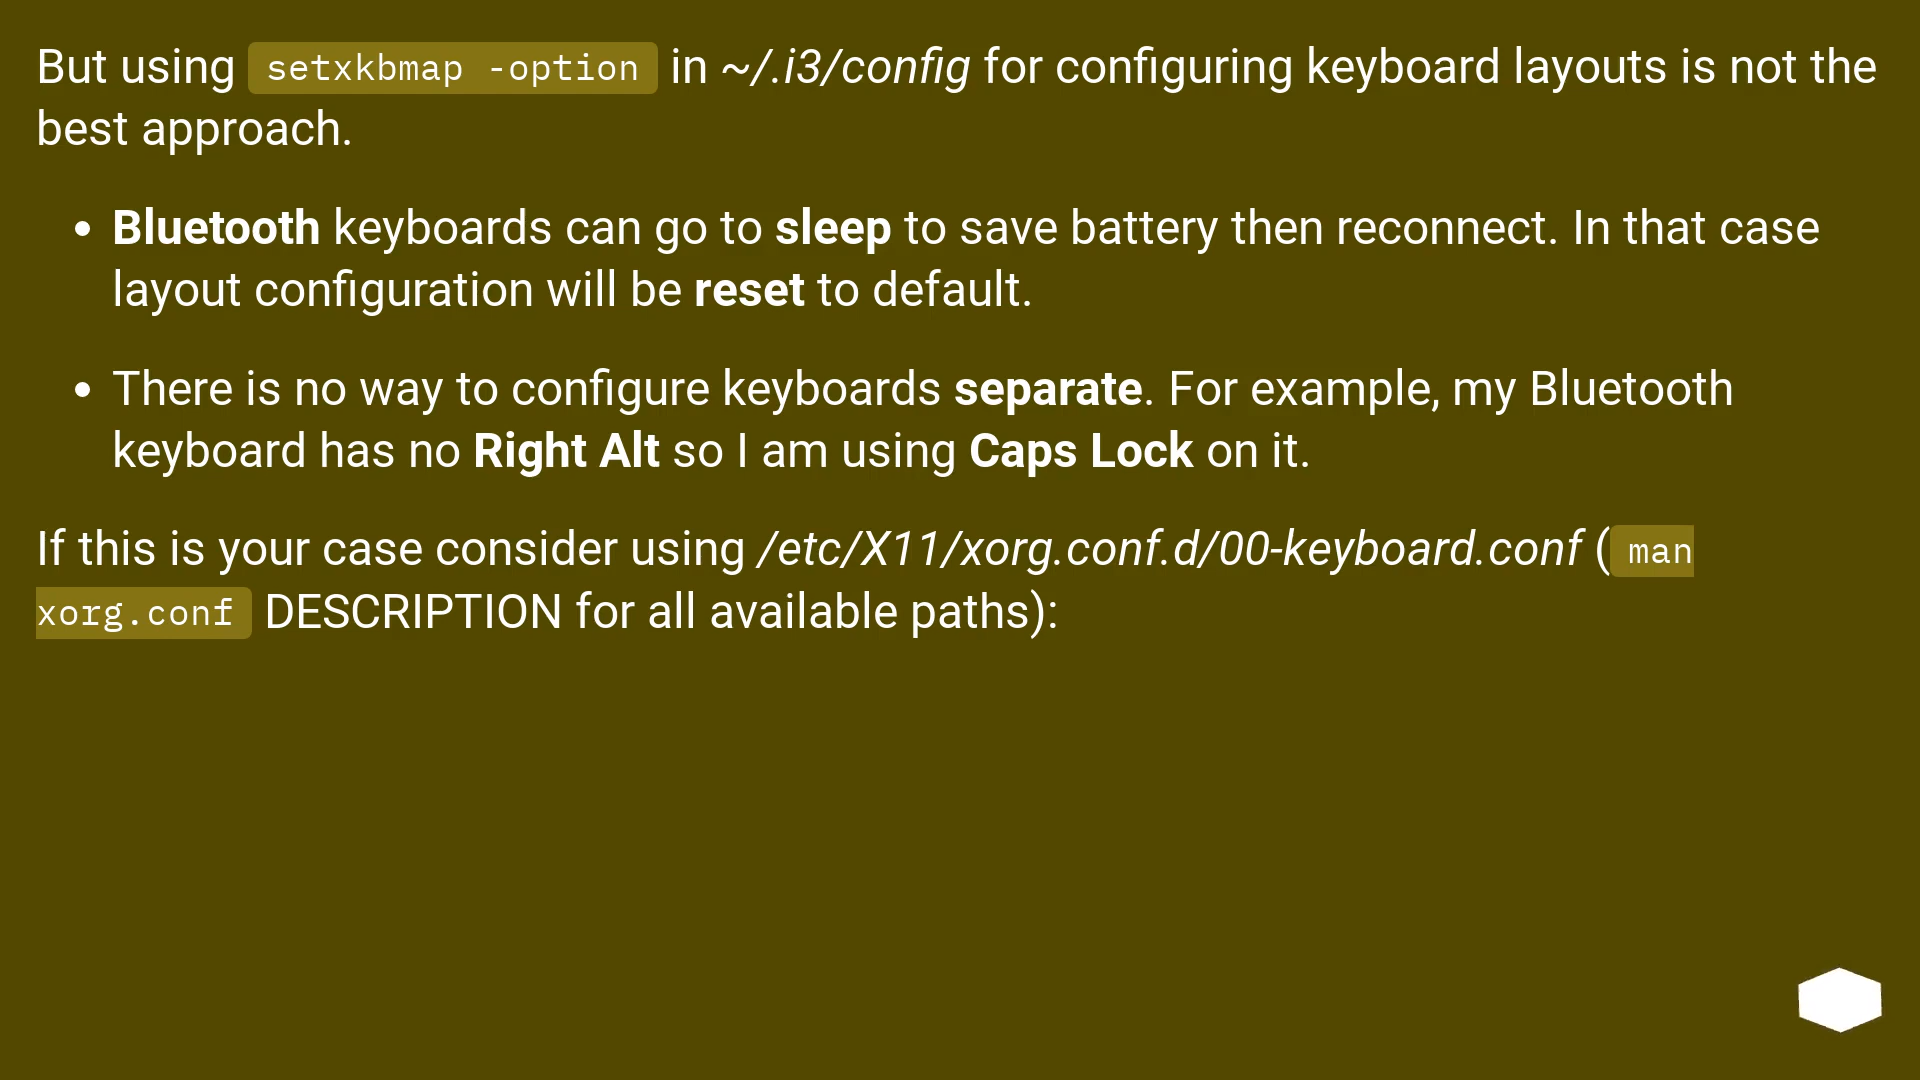 But using setxkbmap -option in ~/.i3/config for configuring keyboard layouts is not the
best approach.
• Bluetooth keyboards can go to sleep to save battery then reconnect. In that case
layout configuration will be reset to default.
• There is no way to configure keyboards separate. For example, my Bluetooth
keyboard has no Right Alt so I am using Caps Lock on it.
If this is your case consider using /etc/X11/xorg.conf.d/00-keyboard.conf ( man
xorg.conf DESCRIPTION for all available paths):